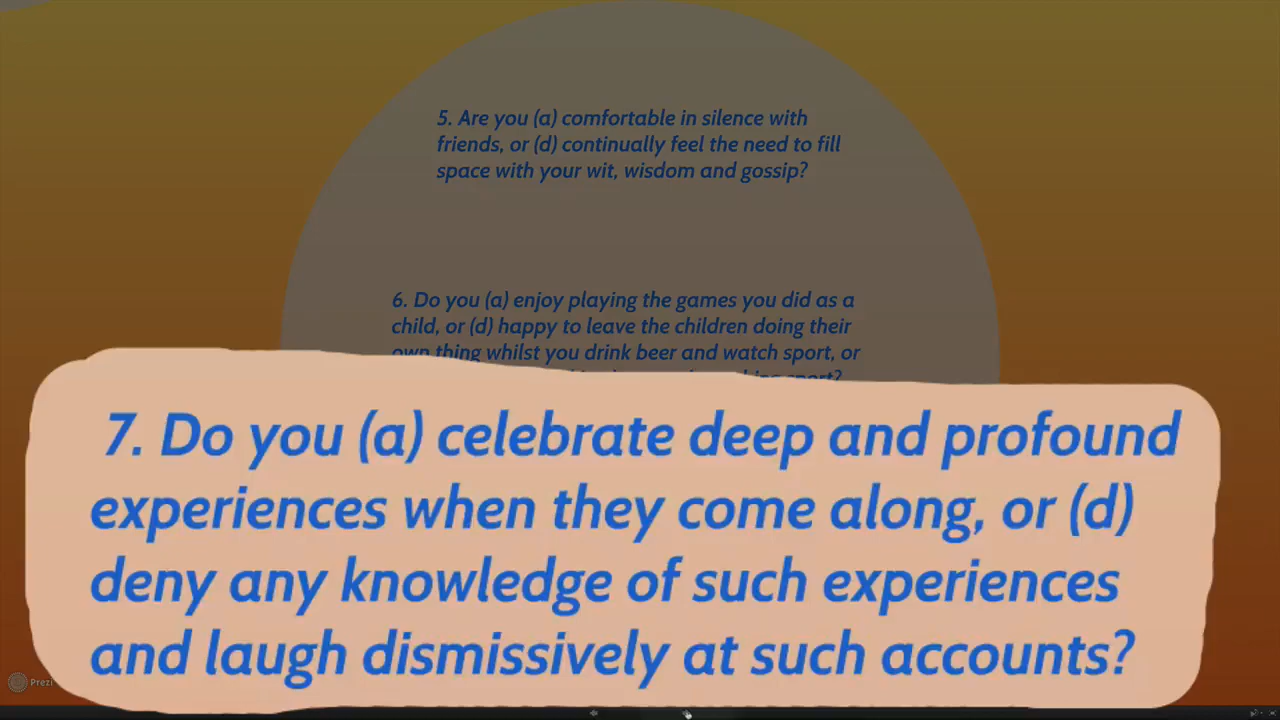 5. Are you (a) comfortable in silence with
friends, or (d) continually feel the need to fill
space with your wit, wisdom and gossip?
6. Do you (a) enjoy playing the games you did as a
child, or (d) happy to leave the children doing their
own thing whilst you drink beer and watch sport, or
sport?
7. Do you (a) celebrate deep and profound
experiences when they come along, or (d)
deny any knowledge of such experiences
and laugh dismissively at such accounts?
Prezi